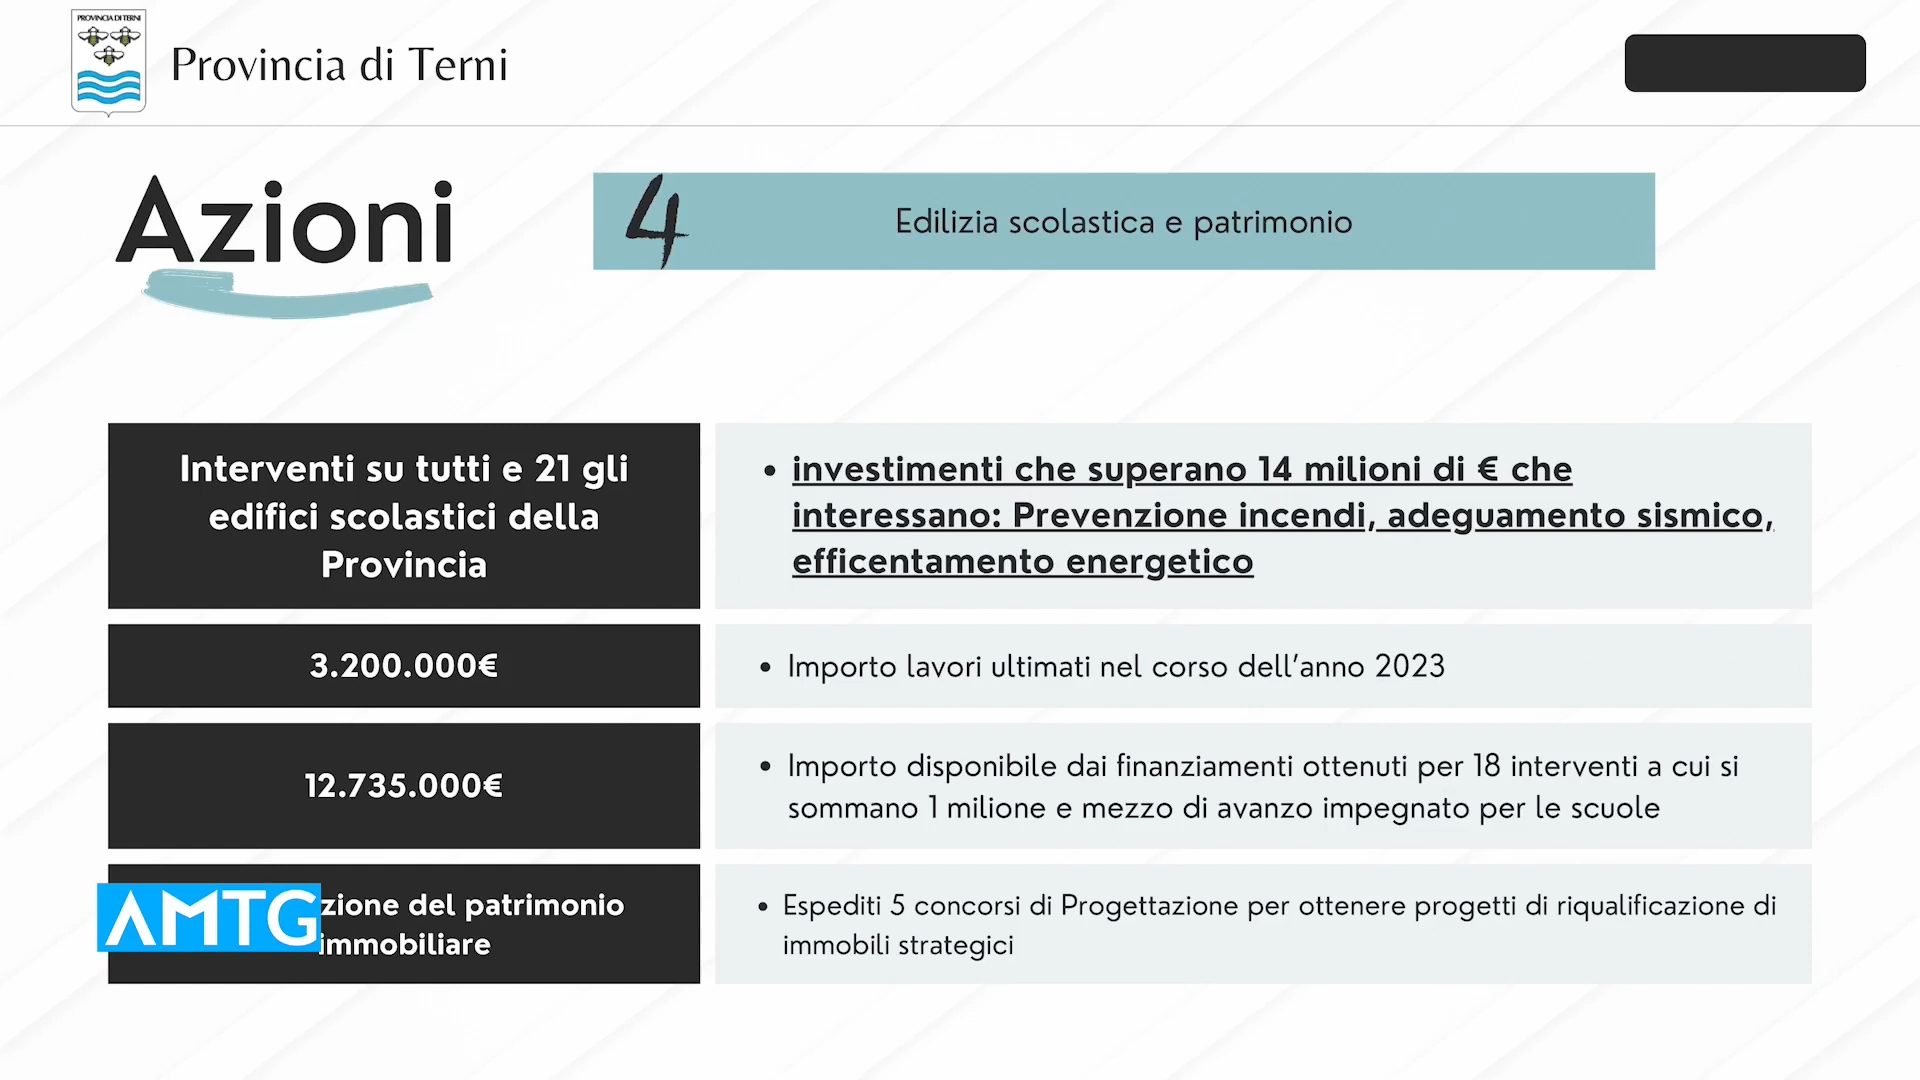 PROVINCIA DI TERNI
Provincia di Terni
Azioni
4
Edilizia scolastica e patrimonio
Interventi su tutti e 21 gli
edifici scolastici della
Provincia
• investimenti che superano 14 milioni di € che
interessano: Prevenzione incendi, adeguamento sismico,
efficentamento energetico
3.200.000€
• Importo lavori ultimati nel corso dell’anno 2023
12.735.000€
• Importo disponibile dai finanziamenti ottenuti per 18 interventi a cui si
sommano 1 milione e mezzo di avanzo impegnato per le scuole
AMTG
zione del patrimonio
immobiliare
• Espediti 5 concorsi di Progettazione per ottenere progetti di riqualificazione di
immobili strategici